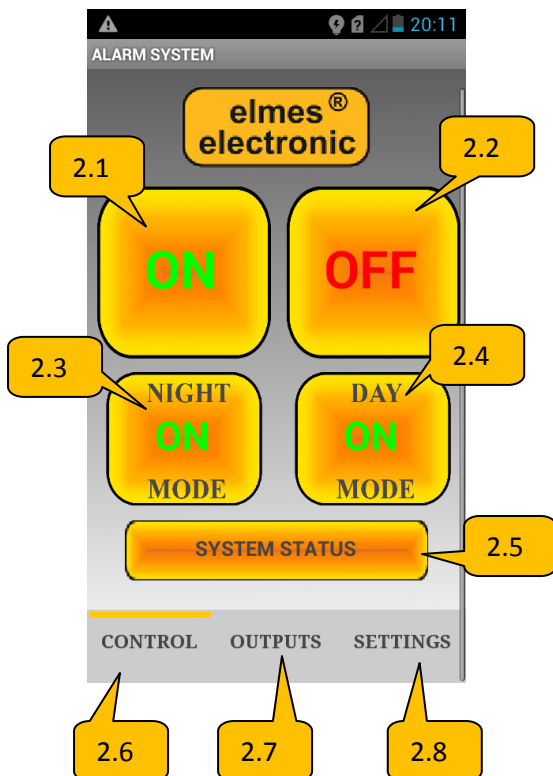 20:11
ALARM SYSTEM
elmes ®
electronic
2.1
2.2
ON
OFF
2.3
2.4
NIGHT
ON
MODE
DAY
ON
MODE
SYSTEM STATUS
2.5
CONTROL
OUTPUTS
SETTINGS
2.6
2.7
2.8